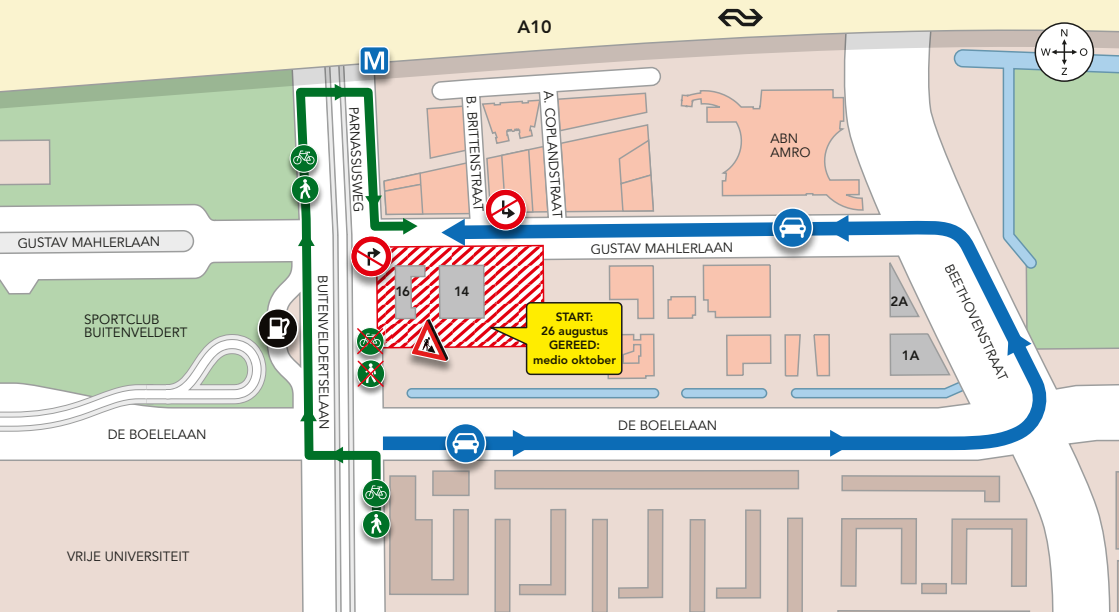 A10
M
N
W O
Z
PARNASSUSWEG
B. BRITTENSTRAAT
A. COPLANDSTRAAT
ABN
AMRO
GUSTAV MAHLERLAAN
GUSTAV MAHLERLAAN
BEETHOVENSTRAAT
16
14
2A
1A
SPORTCLUB
BUITENVELDERT
BUITENVELDERTSELAAN
START:
26 augustus
GEREED:
medio oktober
DE BOELELAAN
DE BOELELAAN
VRIJE UNIVERSITEIT